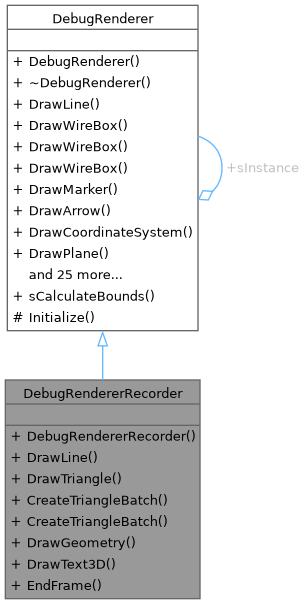 DebugRenderer
+ DebugRenderer()
+ ~DebugRenderer()
+ DrawLine()
+ DrawWireBox()
+ DrawWireBox()
+ DrawWireBox()
+ DrawMarker()
+ DrawArrow()
+ DrawCoordinateSystem()
+ DrawPlane()
and 25 more...
+ sCalculateBounds()
# Initialize()
+sInstance
DebugRendererRecorder
+ DebugRendererRecorder()
+ DrawLine()
+ DrawTriangle()
+ CreateTriangleBatch()
+ CreateTriangleBatch()
+ DrawGeometry()
+ DrawText3D()
+ EndFrame()